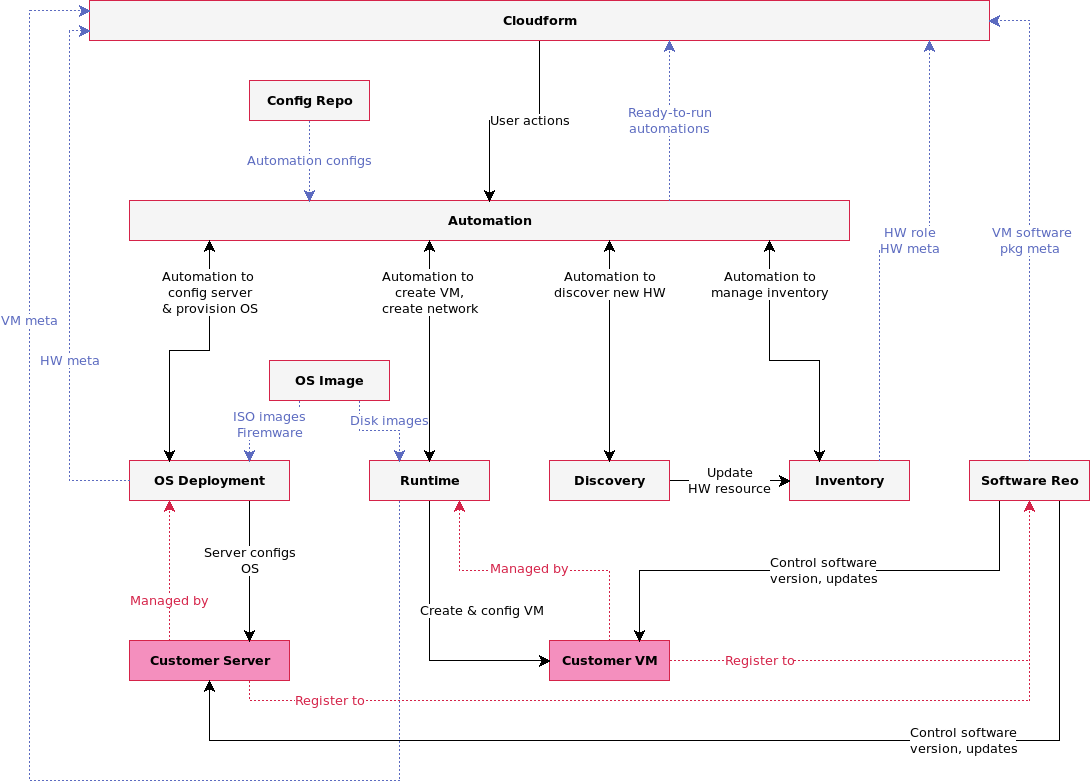 Cloudform
Config Repo
User actions
Ready-to-run
automations
Automation configs
Automation
HW role
HW meta
VM software
pkg meta
Automation to
config server
& provision OS
Automation to
create VM,
create network
Automation to
discover new HW
Automation to
manage inventory
VM meta
HW meta
OS Image
ISO images
Firemware
Disk images
OS Deployment
Runtime
Discovery
Update
HW resource
Inventory
Software Reo
Server configs
OS
Managed by
Control software
version, updates
Managed by
Create & config VM
Customer Server
Customer VM
Register to
Register to
Control software
version, updates